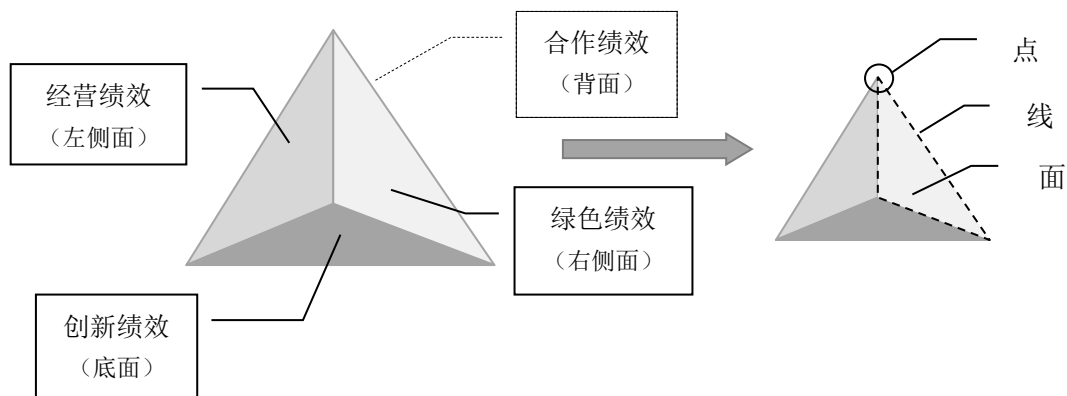 合作绩效
（背面）
点
经营绩效
（左侧面）
线
面
绿色绩效
（右侧面）
创新绩效
（底面）